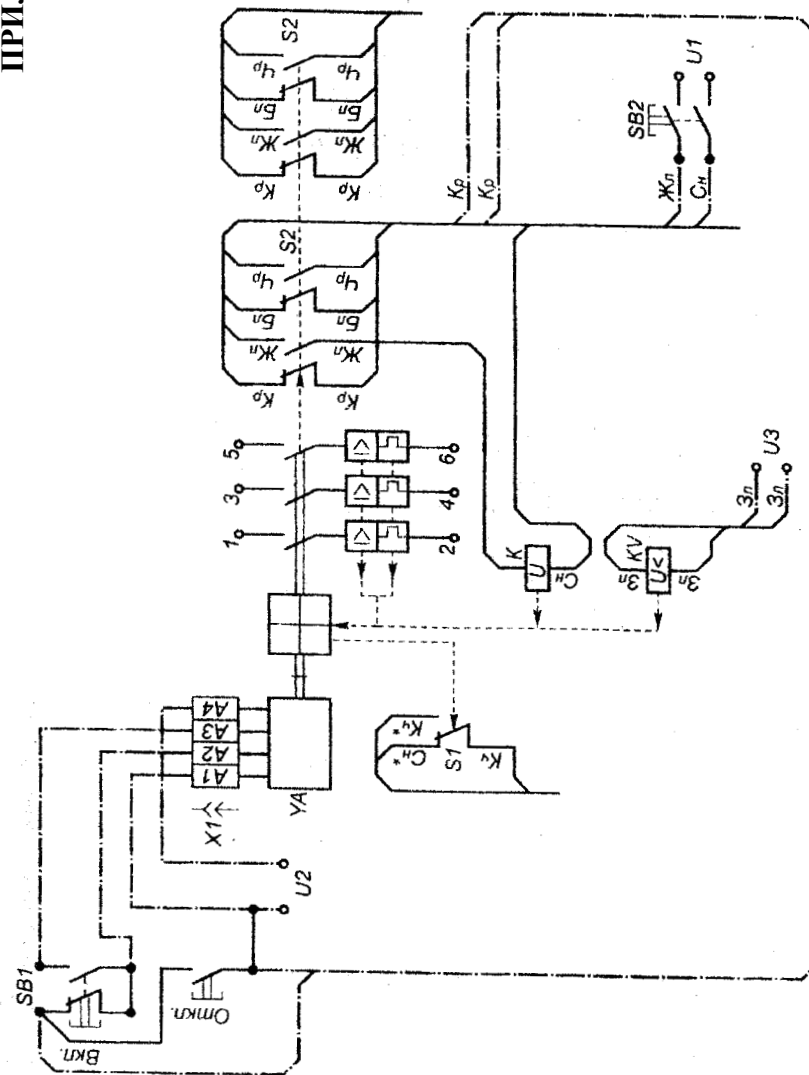 ПРИ.
S2
Кр
Жл
Бл
Чр
Кр
Жл
Бл
Чр
S2
Кр
Жл
Бл
Чр
Кр
Жл
Бл
Чр
Кр
Кр
SB2
U1
Жл
Сн
1
3
5
2
4
6
K
U
Сн
KV
U<
Зл
Зл
U3
Зл
Зл
S1
Сн*
Кч*
Кч
YA
X1
A1
A2
A3
A4
U2
SB1
Вкл.
Откл.